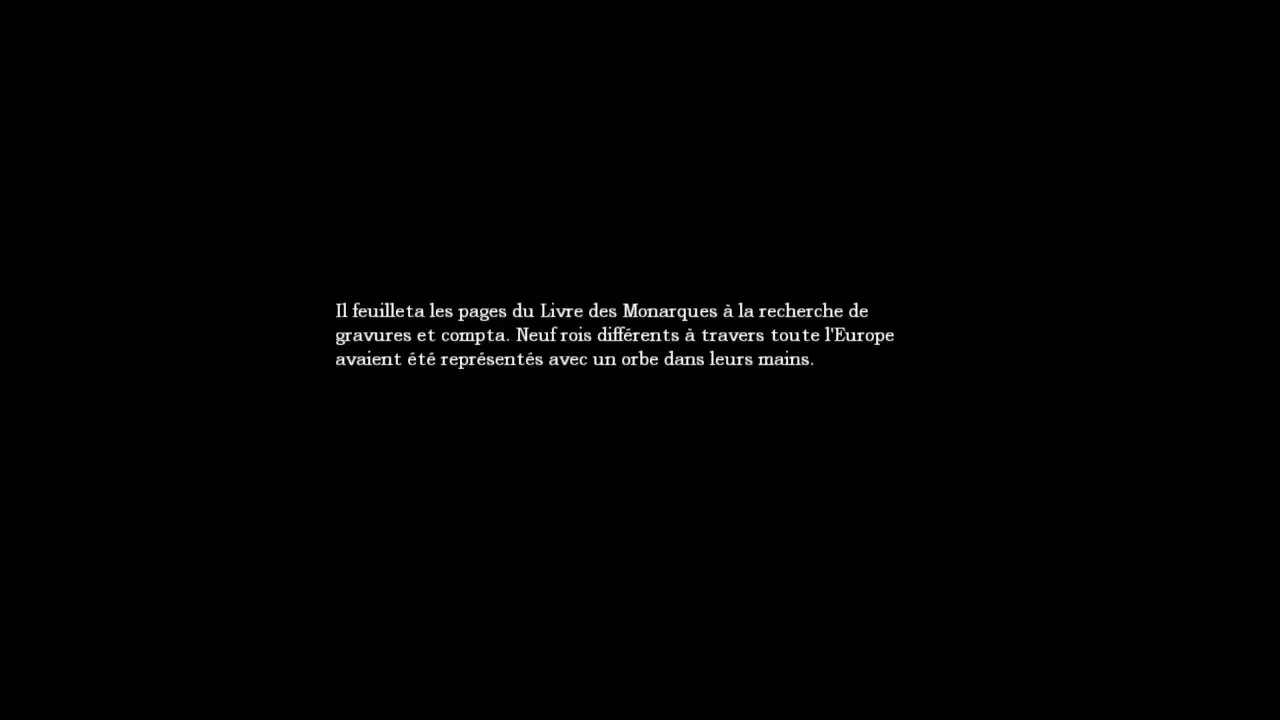 Il feuilleta les pages du Livre des Monarques à la recherche de
gravures et compta. Neuf rois différents à travers toute l'Europe
avaient été représentés avec un orbe dans leurs mains.